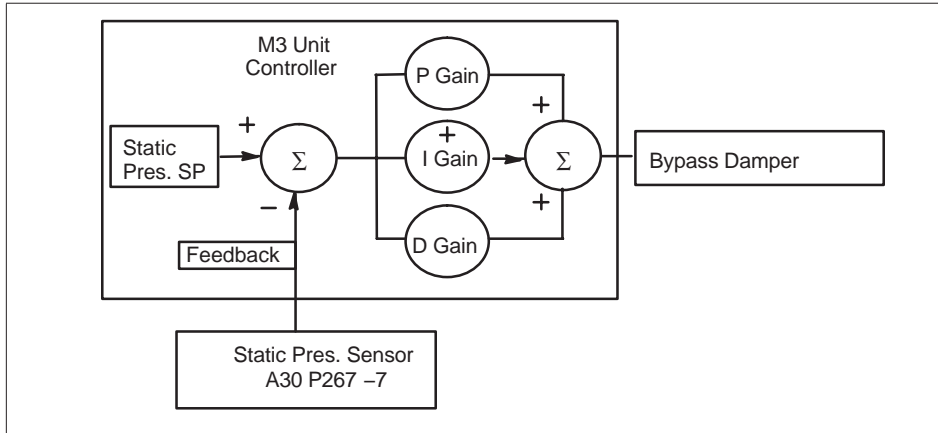 M3 Unit
Controller
P Gain
+
+
+
Static
Pres. SP
Σ
I Gain
Σ
Bypass Damper
−
+
Feedback
D Gain
Static Pres. Sensor
A30 P267 −7